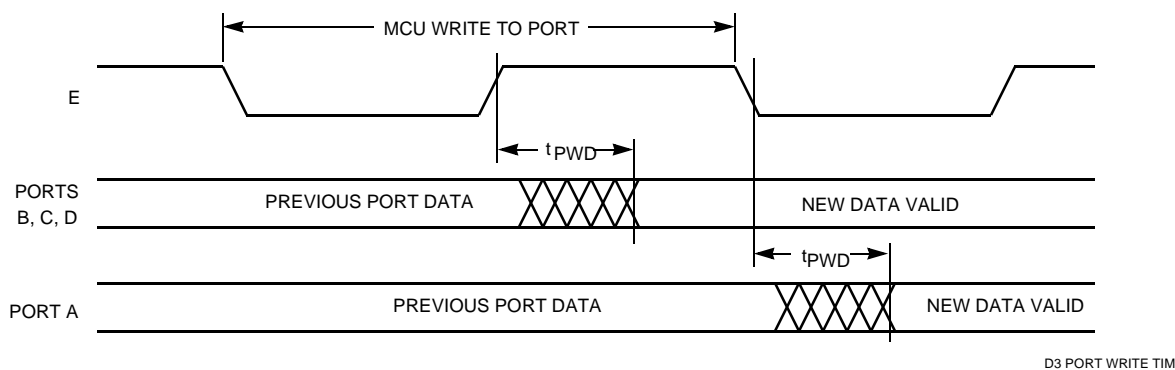 MCU WRITE TO PORT
E
t PWD
PORTS
B, C, D
PREVIOUS PORT DATA
NEW DATA VALID
tPWD
PORT A
PREVIOUS PORT DATA
NEW DATA VALID
D3 PORT WRITE TIM